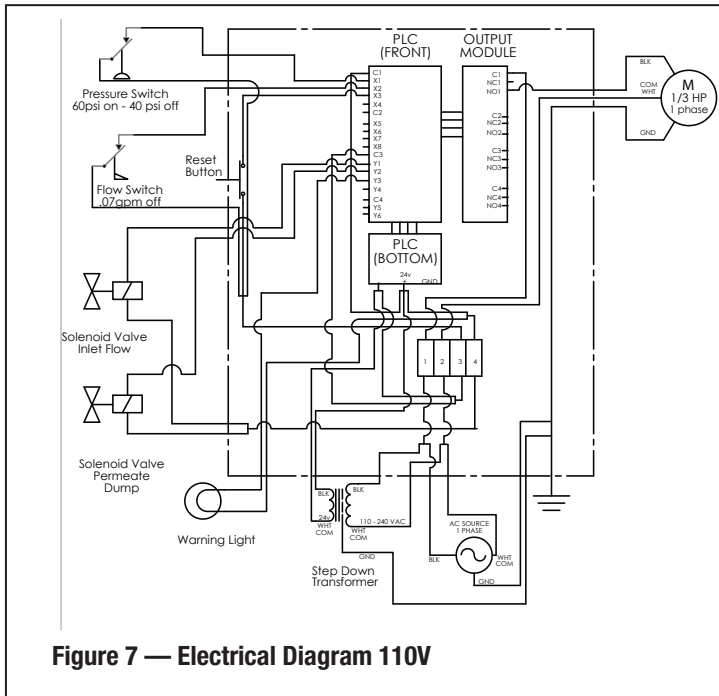 PLC
(FRONT)
OUTPUT
MODULE
C1
X1
X2
X3
X4
C2
X5
X6
X7
X8
C3
Y1
Y2
Y3
Y4
C4
Y5
Y6
C1
NC1
NO1
C2
NC2
NO2
C3
NC3
NO3
C4
NC4
NO4
BLK
COM
WHT
GND
M
1/3 HP
1 phase
Pressure Switch
60psi on - 40 psi off
Reset
Button
Flow Switch
.07gpm off
PLC
(BOTTOM)
24v
- + GND
Solenoid Valve
Inlet Flow
1 2 3 4
Solenoid Valve
Permeate
Dump
Warning Light
BLK
BLK
24v
WHT
COM
110 - 240 VAC
WHT
COM
GND
Step Down
Transformer
AC SOURCE
1 PHASE
BLK
WHT
COM
GND
Figure 7 — Electrical Diagram 110V